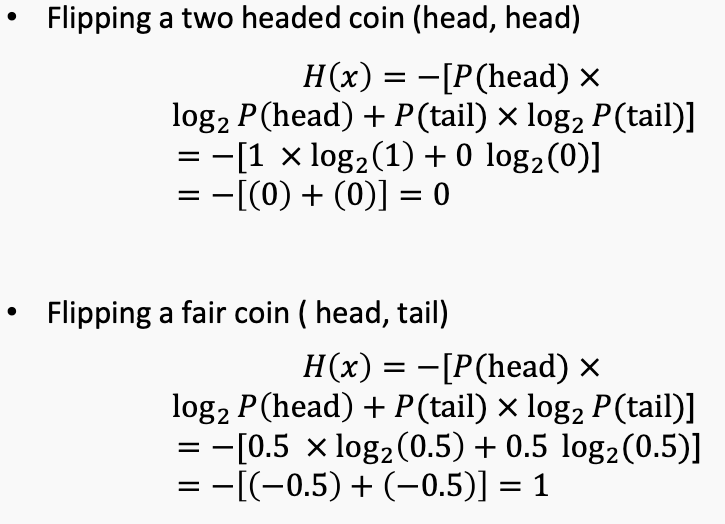 • Flipping a two headed coin (head, head)
H(x) = −[P(head) ×
log₂ P(head) + P(tail) × log₂ P(tail)]
= −[1 × log₂(1) + 0 log₂(0)]
= −[(0) + (0)] = 0
• Flipping a fair coin ( head, tail)
H(x) = −[P(head) ×
log₂ P(head) + P(tail) × log₂ P(tail)]
= −[0.5 × log₂(0.5) + 0.5 log₂(0.5)]
= −[(−0.5) + (−0.5)] = 1